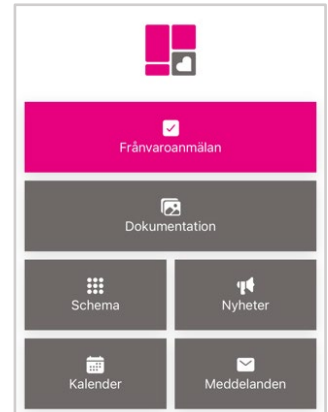 Frånvaroanmälan
Dokumentation
Schema
Nyheter
Kalender
Meddelanden